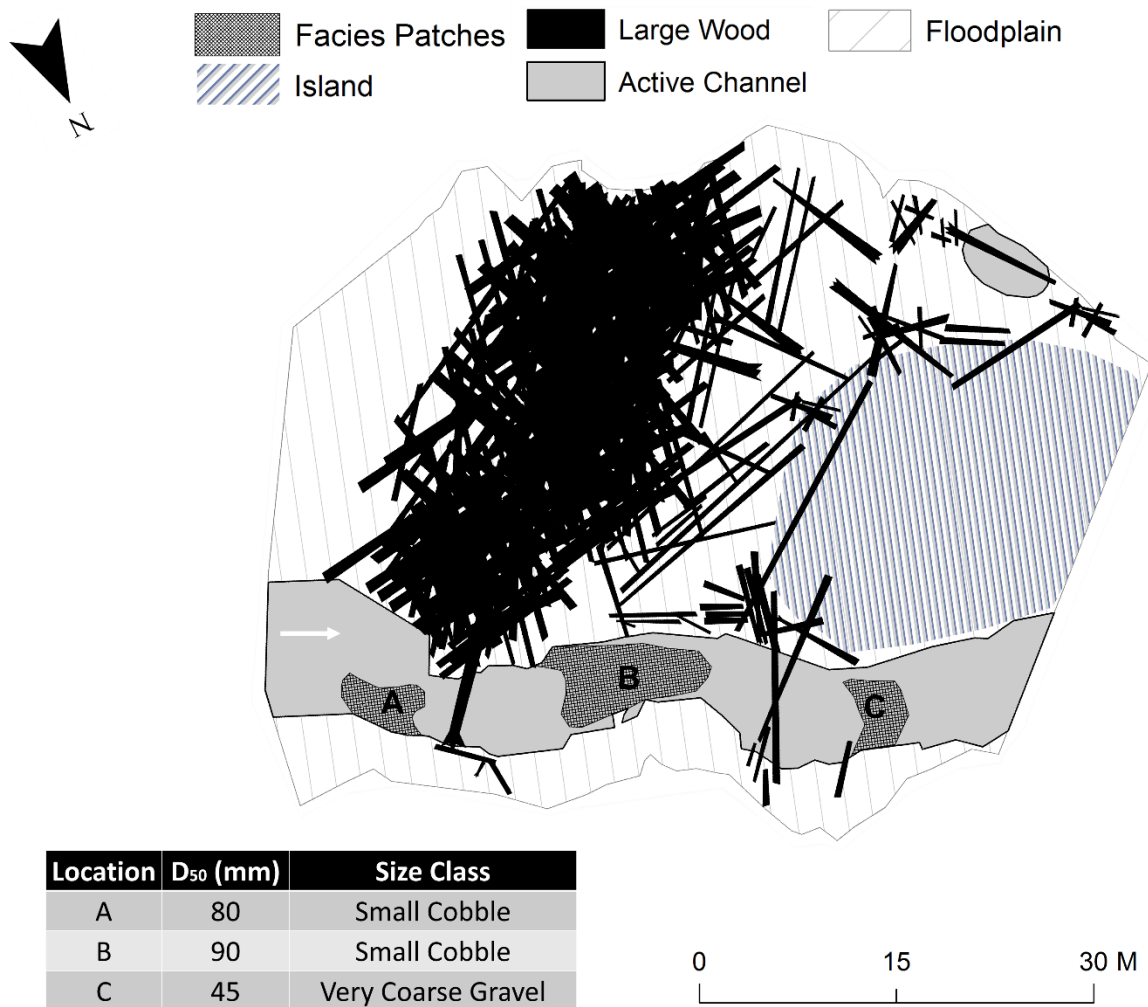 N
Facies Patches
Large Wood
Floodplain
Island
Active Channel
A
B
C
Location D₅₀ (mm) Size Class
A 80 Small Cobble
B 90 Small Cobble
C 45 Very Coarse Gravel
0 15 30 M